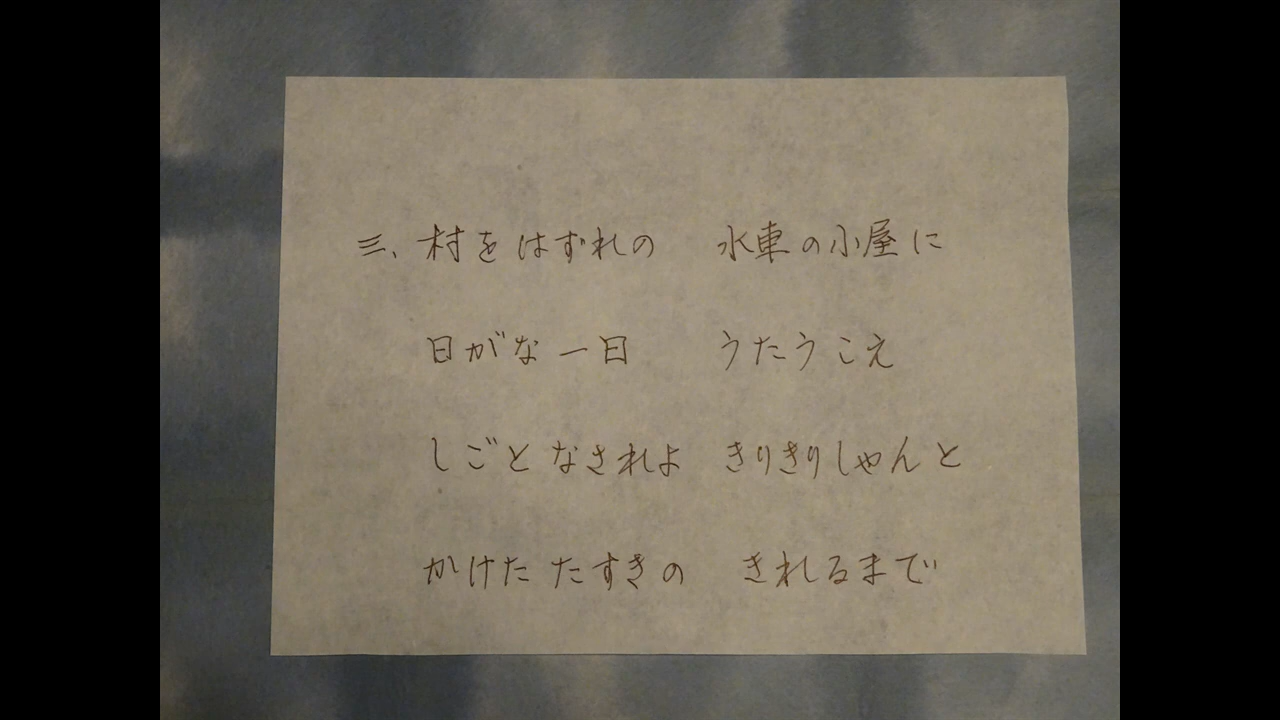 三、村をはずれの 水車の小屋に
日がな一日 うたうこえ
しごとなされよ きりきりしゃんと
かけたたすきの きれるまで